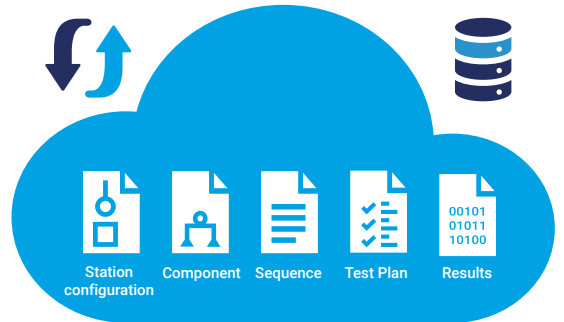 00101
01011
10100
Station
configuration
Component
Sequence
Test Plan
Results